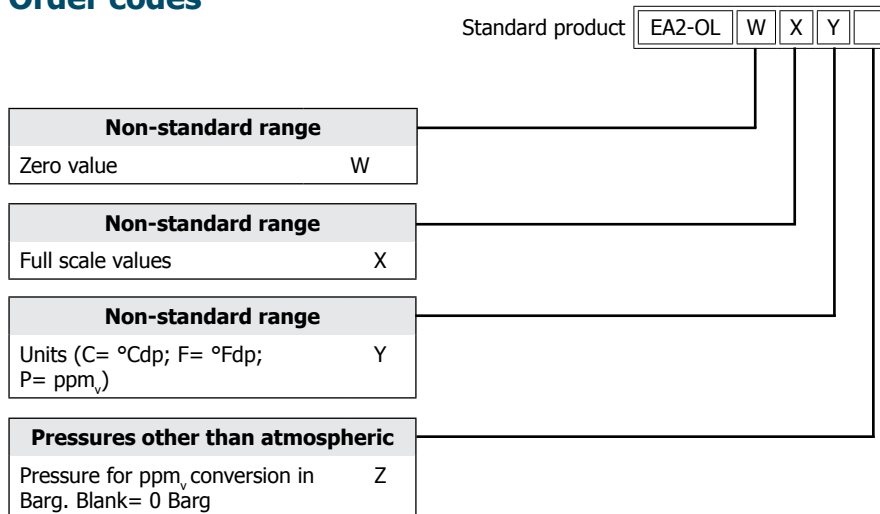 Order codes
Standard product EA2-OL W X Y
Non-standard range
Zero value W
Non-standard range
Full scale values X
Non-standard range
Units (C= °Cdp; F= °Fdp; Y
P= ppmv)
Pressures other than atmospheric
Pressure for ppmv conversion in Z
Barg. Blank= 0 Barg